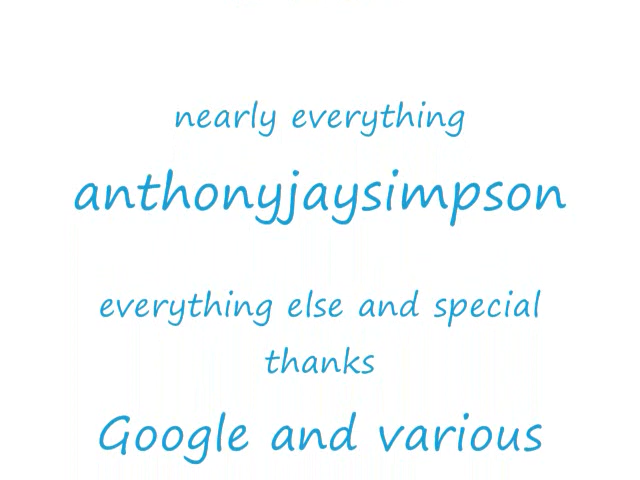 nearly everything
anthonyjaysimpson
everything else and special
thanks
Google and various